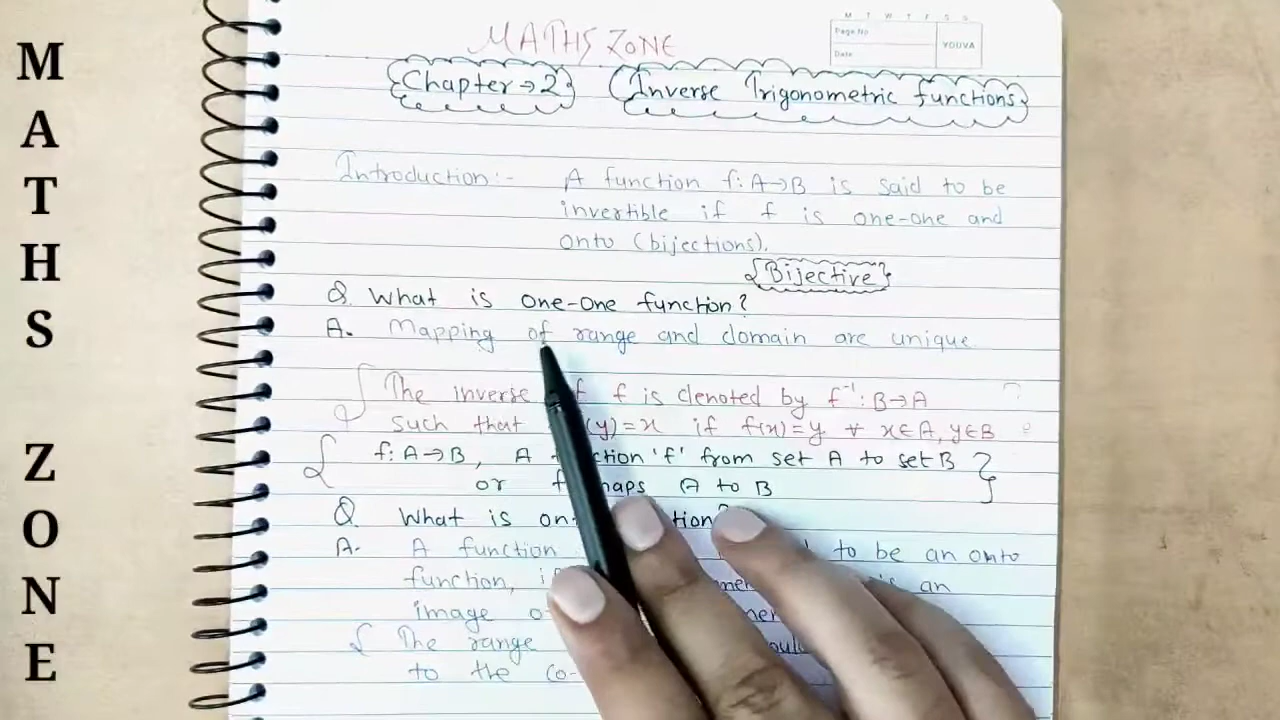 MATHS ZONE
M T W T F S S
Page No
Date
YOUVA
MATHS ZONE
Chapter → 2 Inverse Trigonometric functions
Introduction:- A function f: A→B is said to be
invertible if f is one-one and
onto (bijections).
Bijective
Q. What is one-one function?
A. Mapping of range and domain are unique
The inverse f f is denoted by f⁻¹: B→A
such that (y)=x if f(x)=y ∀ x∈A, y∈B
f: A→B, A ction 'f' from set A to set B
or f maps A to B
Q. What is on tion?
A. A function to be an onto
function, is an
image
The range
to the co-